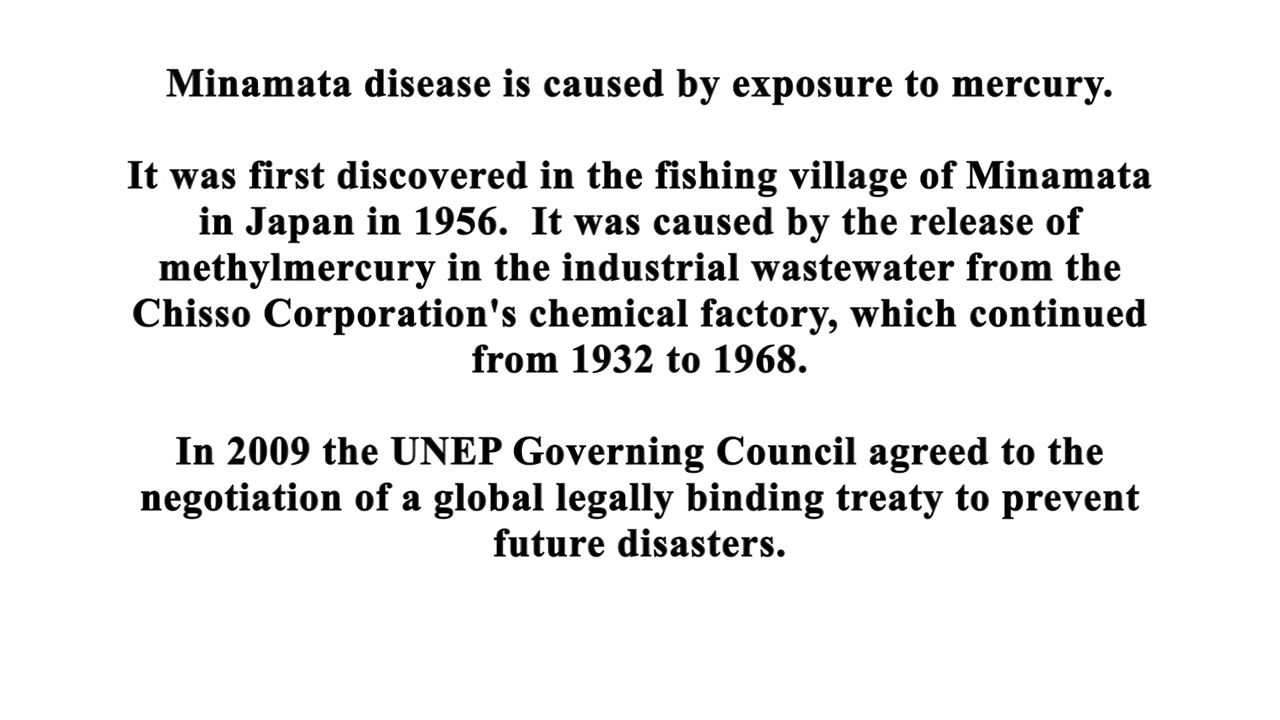 Minamata disease is caused by exposure to mercury.
It was first discovered in the fishing village of Minamata
in Japan in 1956.  It was caused by the release of
methylmercury in the industrial wastewater from the
Chisso Corporation's chemical factory, which continued
from 1932 to 1968.
In 2009 the UNEP Governing Council agreed to the
negotiation of a global legally binding treaty to prevent
future disasters.